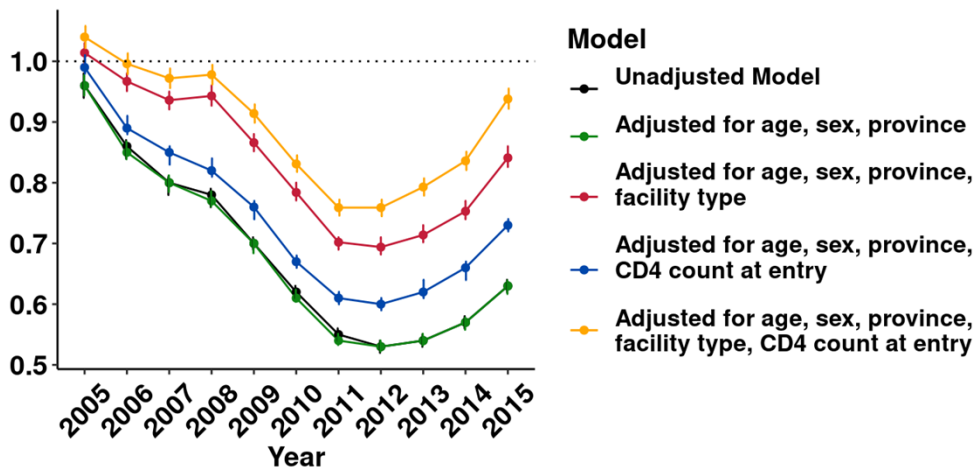 1.0
0.9
0.8
0.7
0.6
0.5
2005 2006 2007 2008 2009 2010 2011 2012 2013 2014 2015
Year
Model
Unadjusted Model
Adjusted for age, sex, province
Adjusted for age, sex, province,
facility type
Adjusted for age, sex, province,
CD4 count at entry
Adjusted for age, sex, province,
facility type, CD4 count at entry